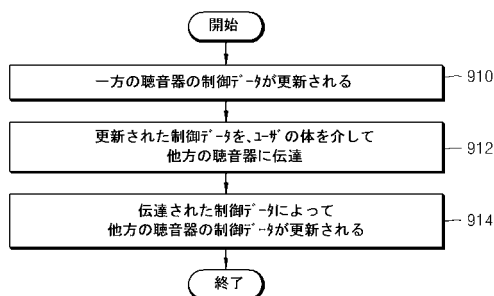 開始
一方の聴音器の制御ﾃﾞｰﾀが更新される
910
更新された制御ﾃﾞｰﾀを、ﾕｰｻﾞの体を介して
他方の聴音器に伝達
912
伝達された制御ﾃﾞｰﾀによって
他方の聴音器の制御ﾃﾞｰﾀが更新される
914
終了